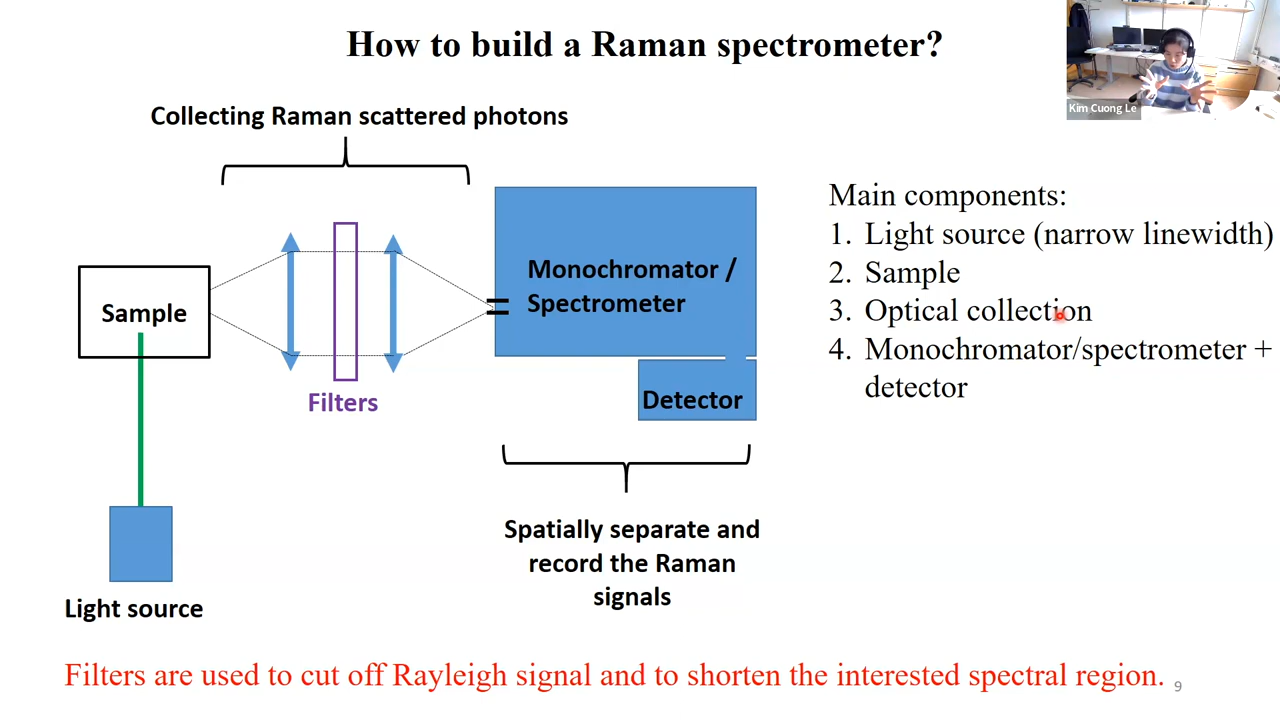 How to build a Raman spectrometer?
Kim Cuong Le
Collecting Raman scattered photons
Sample
Filters
Monochromator /
Spectrometer
Detector
Light source
Spatially separate and
record the Raman
signals
Main components:
1. Light source (narrow linewidth)
2. Sample
3. Optical collection
4. Monochromator/spectrometer +
detector
Filters are used to cut off Rayleigh signal and to shorten the interested spectral region.
9